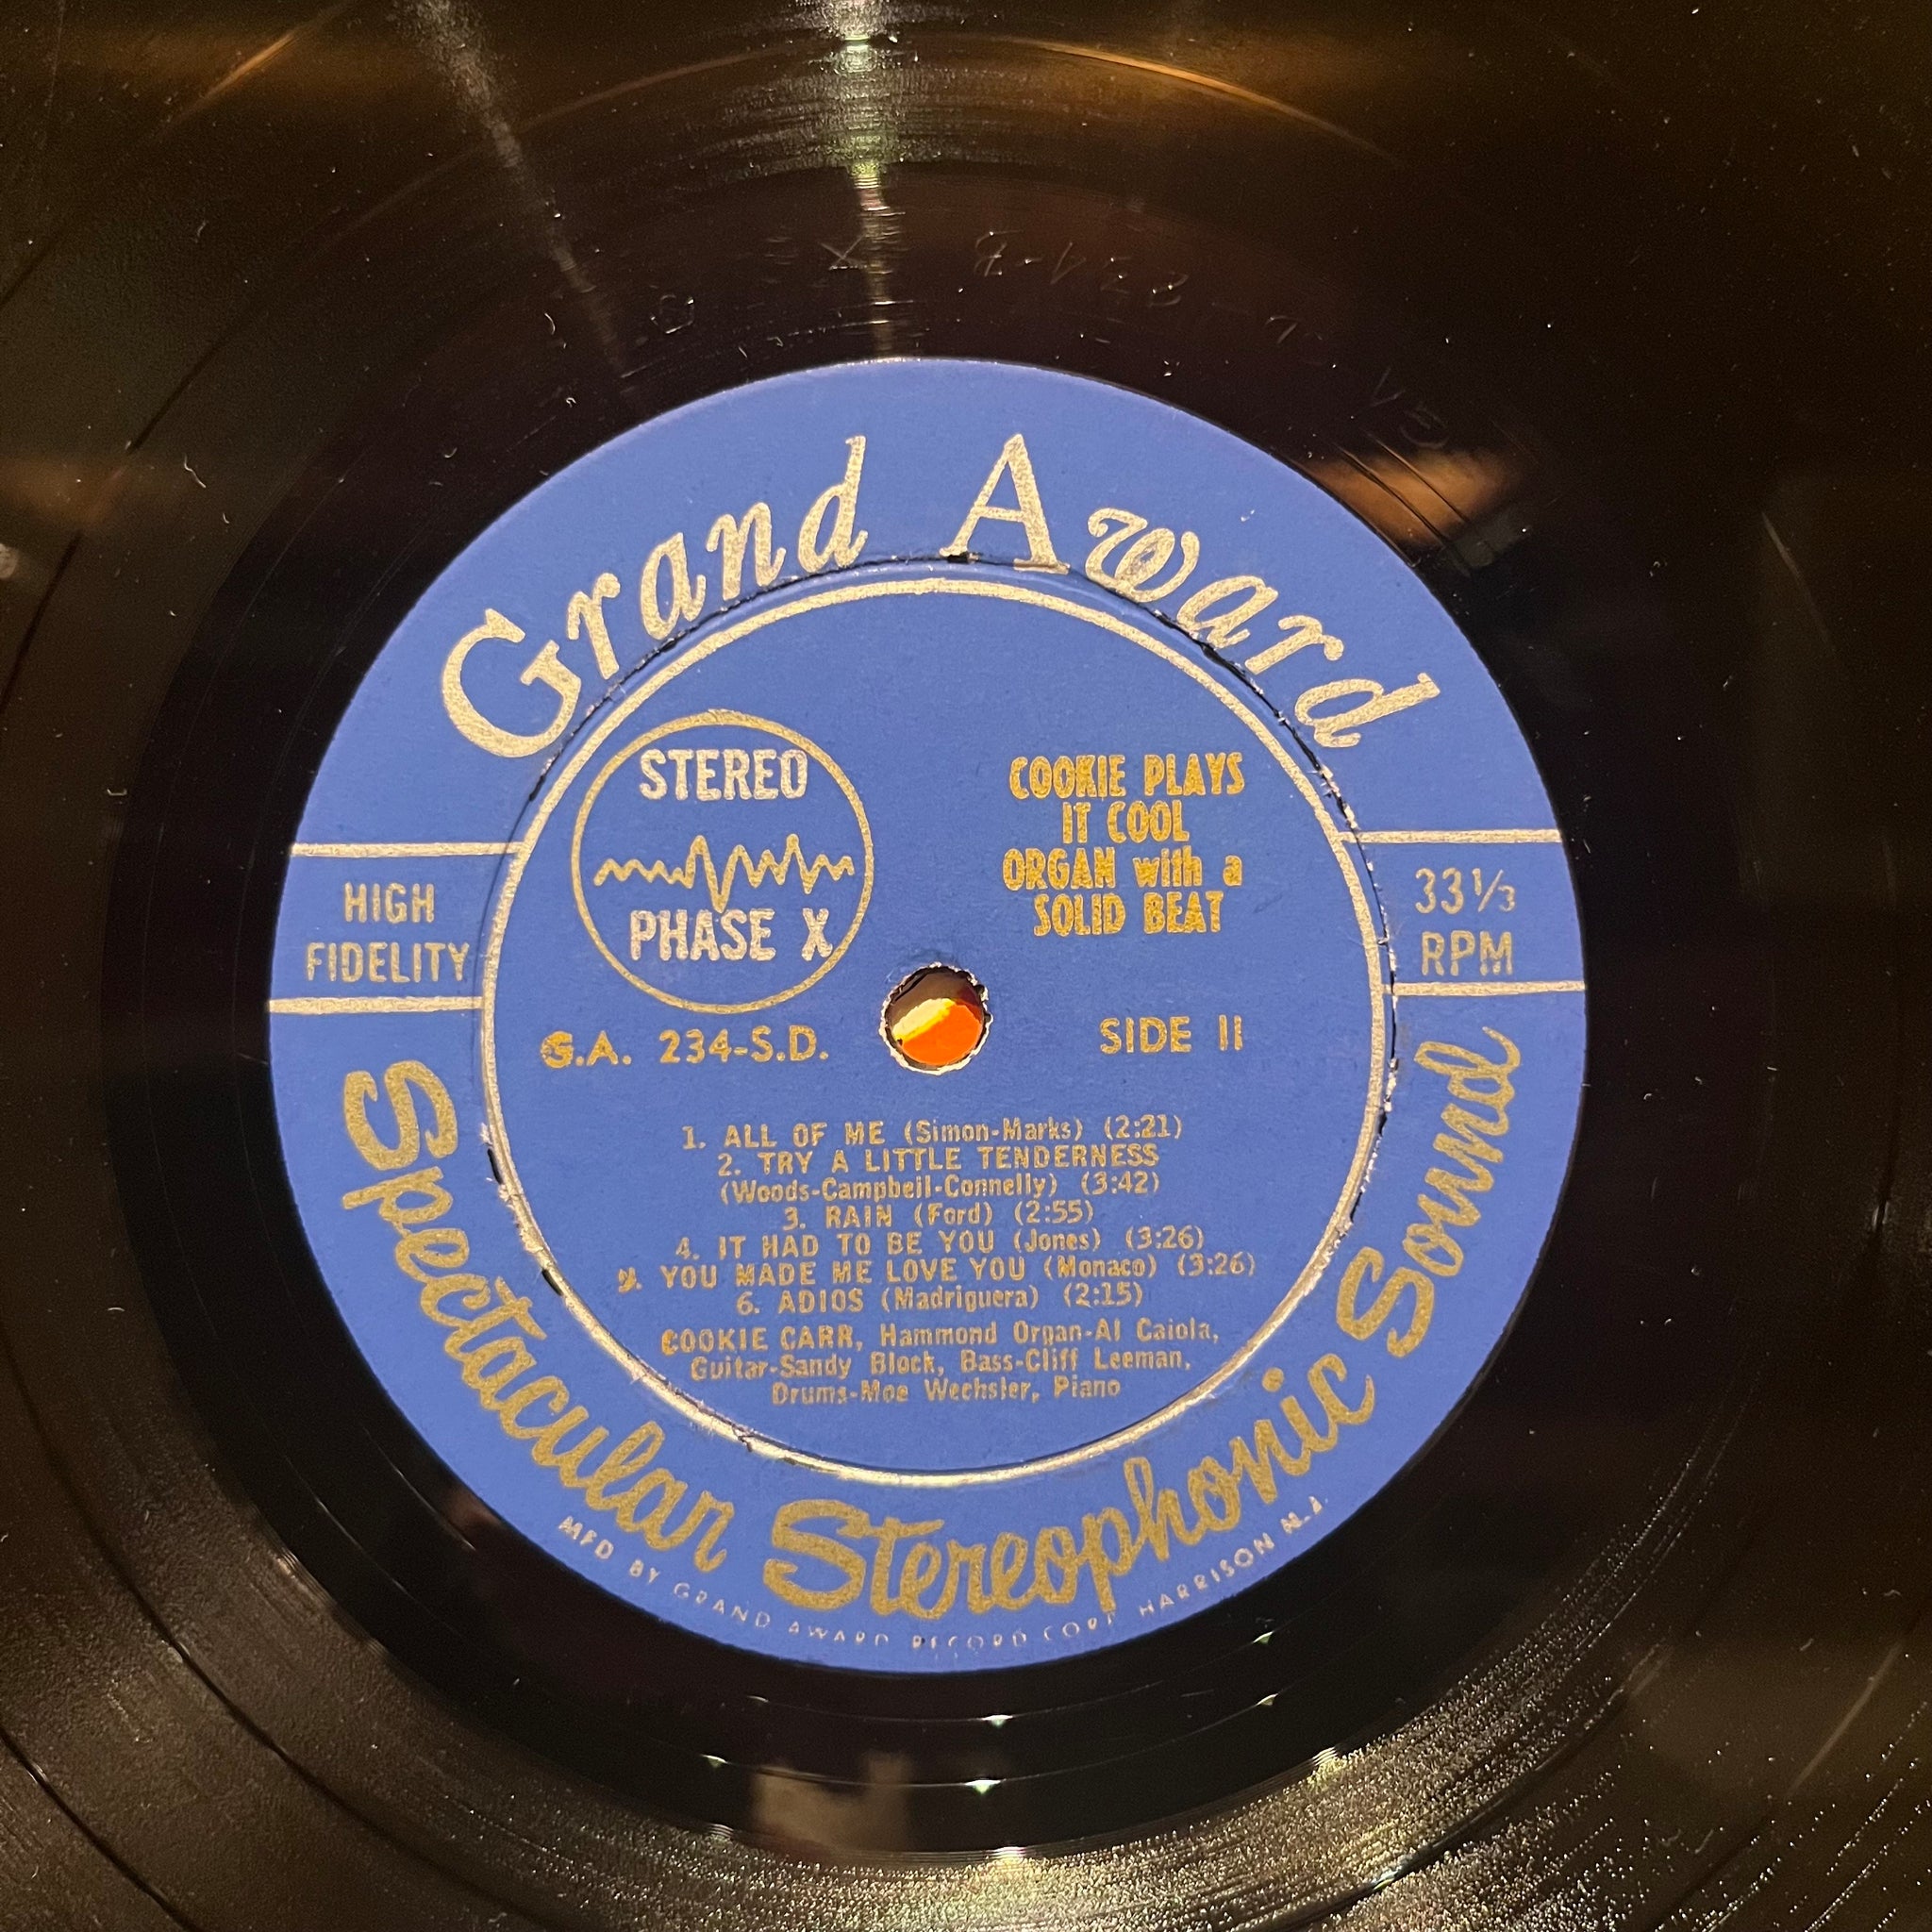 Grand Award
STEREO
PHASE X
COOKIE PLAYS
IT COOL
ORGAN with a
SOLID BEAT
HIGH
FIDELITY
33⅓
RPM
G.A. 234-S.D.
SIDE II
1. ALL OF ME (Simon-Marks) (2:21)
2. TRY A LITTLE TENDERNESS
(Woods-Campbell-Connelly) (3:42)
3. RAIN (Ford) (2:55)
4. IT HAD TO BE YOU (Jones) (3:26)
YOU MADE ME LOVE YOU (Monaco) (3:26)
6. ADIOS (Madriguera) (2:15)
COOKIE CARR, Hammond Organ-Al Caiola,
Guitar-Sandy Block, Bass-Cliff Leeman,
Drums-Moe Wechsler, Piano
Spectacular Stereophonic Sound
MFD BY GRAND AWARD RECORD CORP HARRISON N.J.